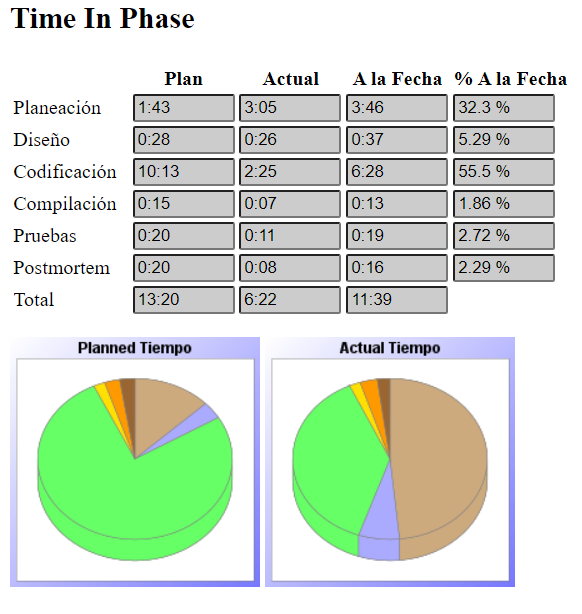 Time In Phase
Plan Actual A la Fecha % A la Fecha
Planeación 1:43 3:05 3:46 32.3 %
Diseño 0:28 0:26 0:37 5.29 %
Codificación 10:13 2:25 6:28 55.5 %
Compilación 0:15 0:07 0:13 1.86 %
Pruebas 0:20 0:11 0:19 2.72 %
Postmortem 0:20 0:08 0:16 2.29 %
Total 13:20 6:22 11:39
Planned Tiempo Actual Tiempo